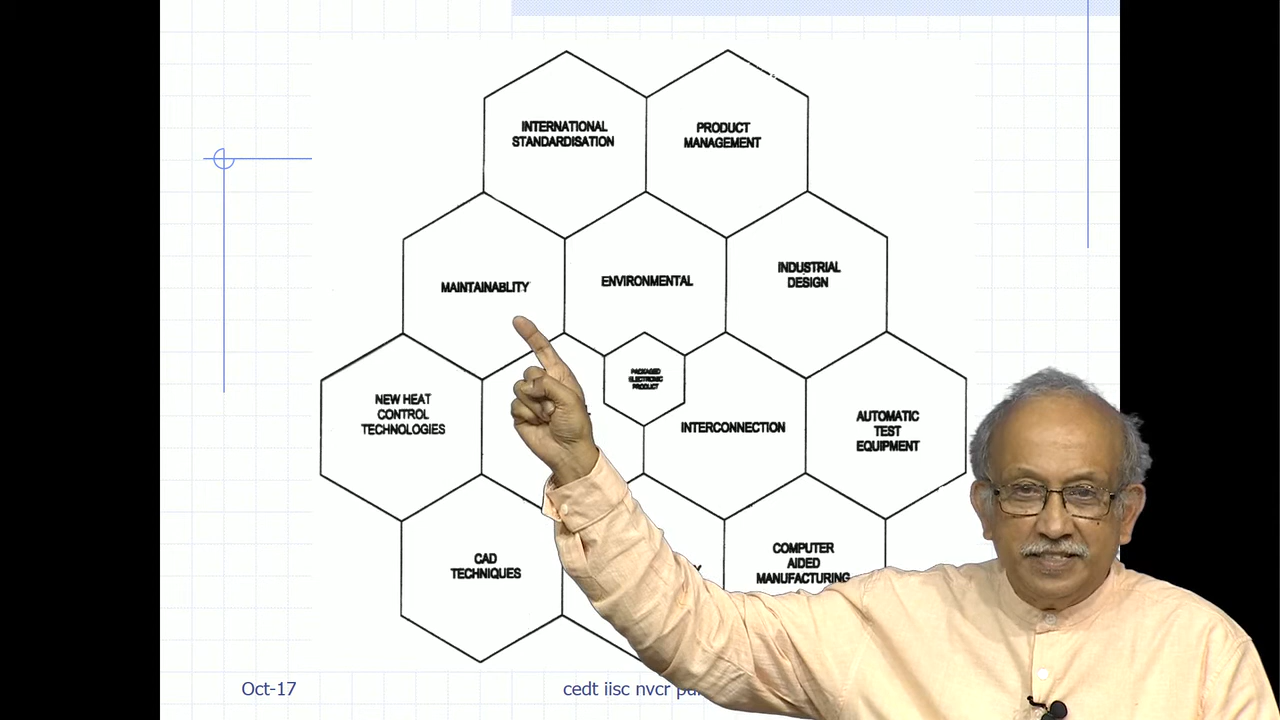 INTERNATIONAL
STANDARDISATION
PRODUCT
MANAGEMENT
MAINTAINABLITY
ENVIRONMENTAL
INDUSTRIAL
DESIGN
PACKAGED
ELECTRONIC
PRODUCT
NEW HEAT
CONTROL
TECHNOLOGIES
INTERCONNECTION
AUTOMATIC
TEST
EQUIPMENT
CAD
TECHNIQUES
COMPUTER
AIDED
MANUFACTURING
Oct-17
cedt iisc nvcr